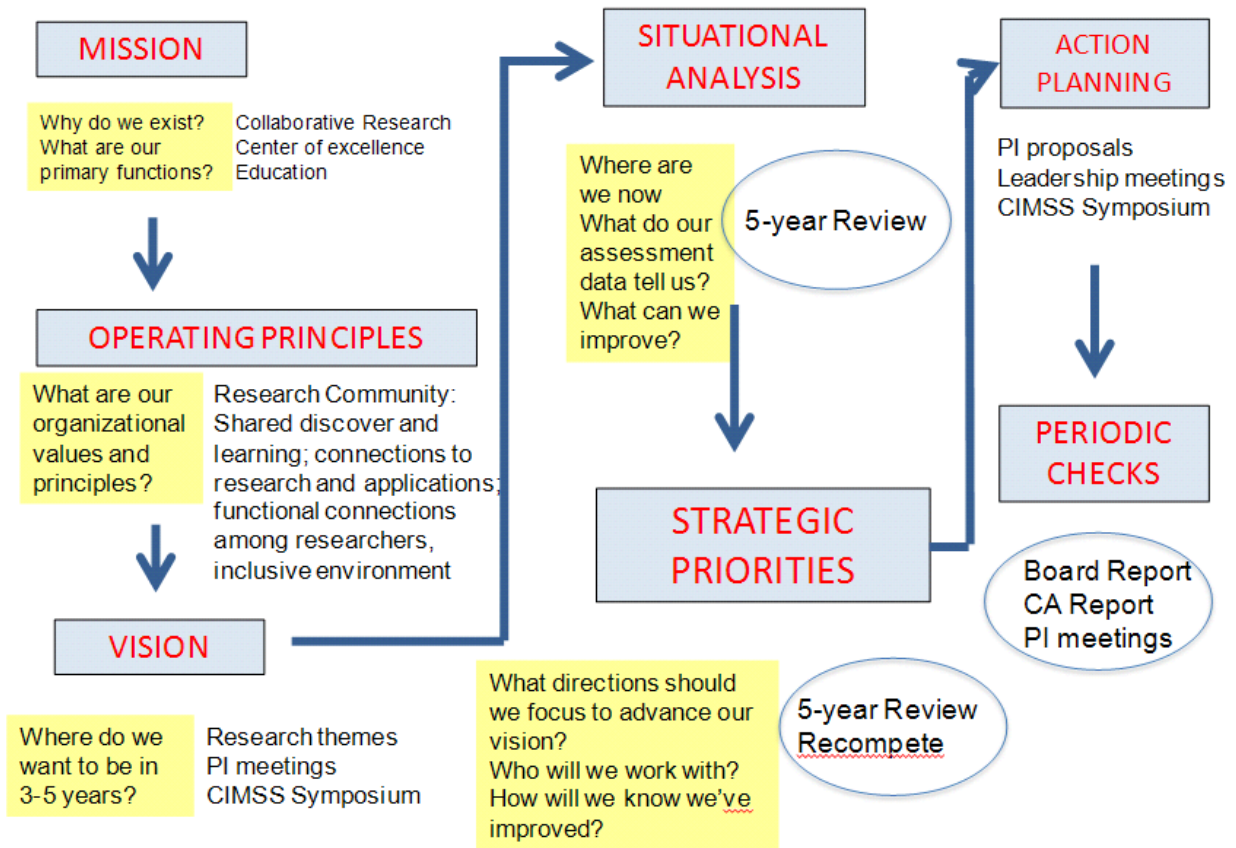 MISSION
Why do we exist?
What are our
primary functions?
Collaborative Research
Center of excellence
Education
OPERATING PRINCIPLES
What are our
organizational
values and
principles?
Research Community:
Shared discover and
learning; connections to
research and applications;
functional connections
among researchers,
inclusive environment
VISION
Where do we
want to be in
3-5 years?
Research themes
PI meetings
CIMSS Symposium
SITUATIONAL
ANALYSIS
Where are
we now
What do our
assessment
data tell us?
What can we
improve?
5-year Review
STRATEGIC
PRIORITIES
What directions should
we focus to advance our
vision?
Who will we work with?
How will we know we've
improved?
5-year Review
Recompete
ACTION
PLANNING
PI proposals
Leadership meetings
CIMSS Symposium
PERIODIC
CHECKS
Board Report
CA Report
PI meetings